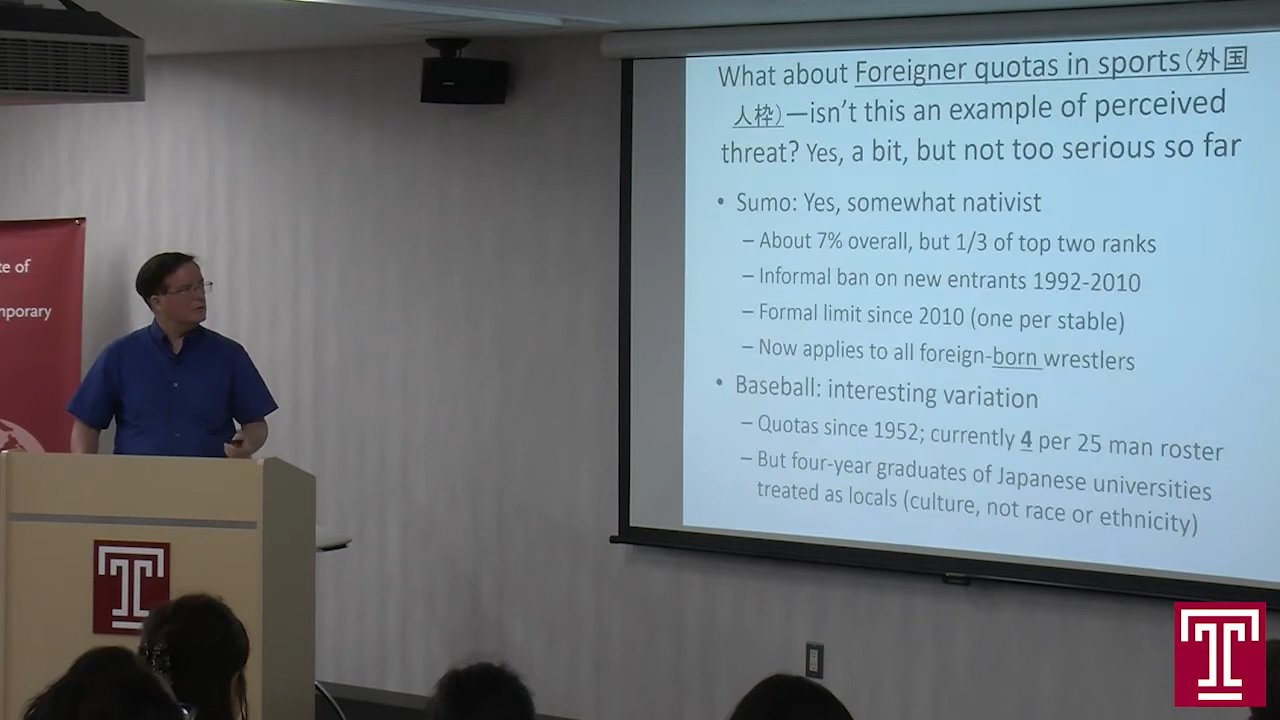 What about Foreigner quotas in sports(外国
人枠)—isn't this an example of perceived
threat? Yes, a bit, but not too serious so far
• Sumo: Yes, somewhat nativist
– About 7% overall, but 1/3 of top two ranks
– Informal ban on new entrants 1992-2010
– Formal limit since 2010 (one per stable)
– Now applies to all foreign-born wrestlers
• Baseball: interesting variation
– Quotas since 1952; currently 4 per 25 man roster
– But four-year graduates of Japanese universities
treated as locals (culture, not race or ethnicity)
te of
mporary
T
T